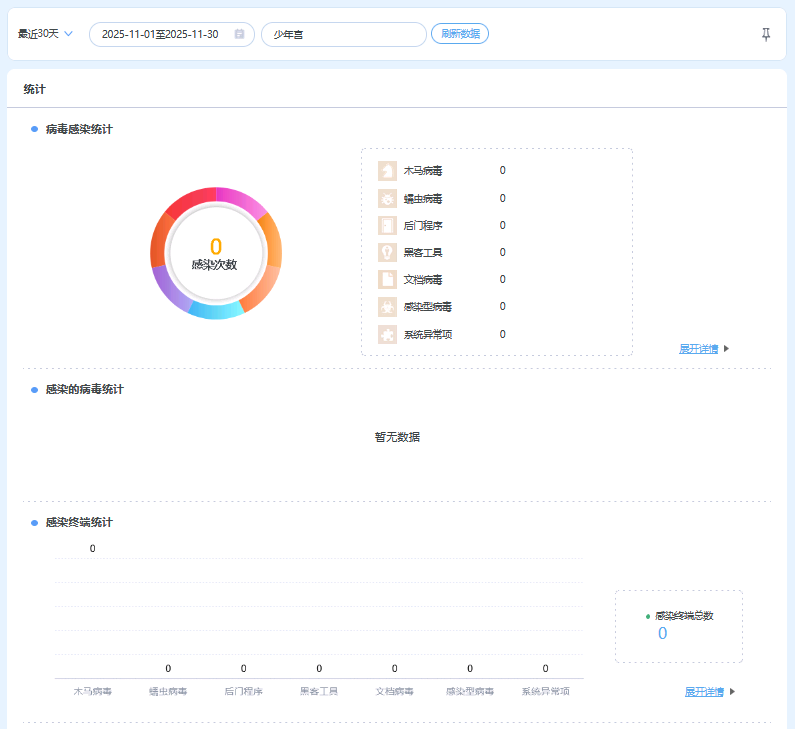 最近30天 2025-11-01至2025-11-30 少年宫 刷新数据
统计
病毒感染统计
0
感染次数
木马病毒 0
蠕虫病毒 0
后门程序 0
黑客工具 0
文档病毒 0
感染型病毒 0
系统异常项 0
展开详情
感染的病毒统计
暂无数据
感染终端统计
0
0 0 0 0 0 0
木马病毒 蠕虫病毒 后门程序 黑客工具 文档病毒 感染型病毒 系统异常项
感染终端总数
0
展开详情